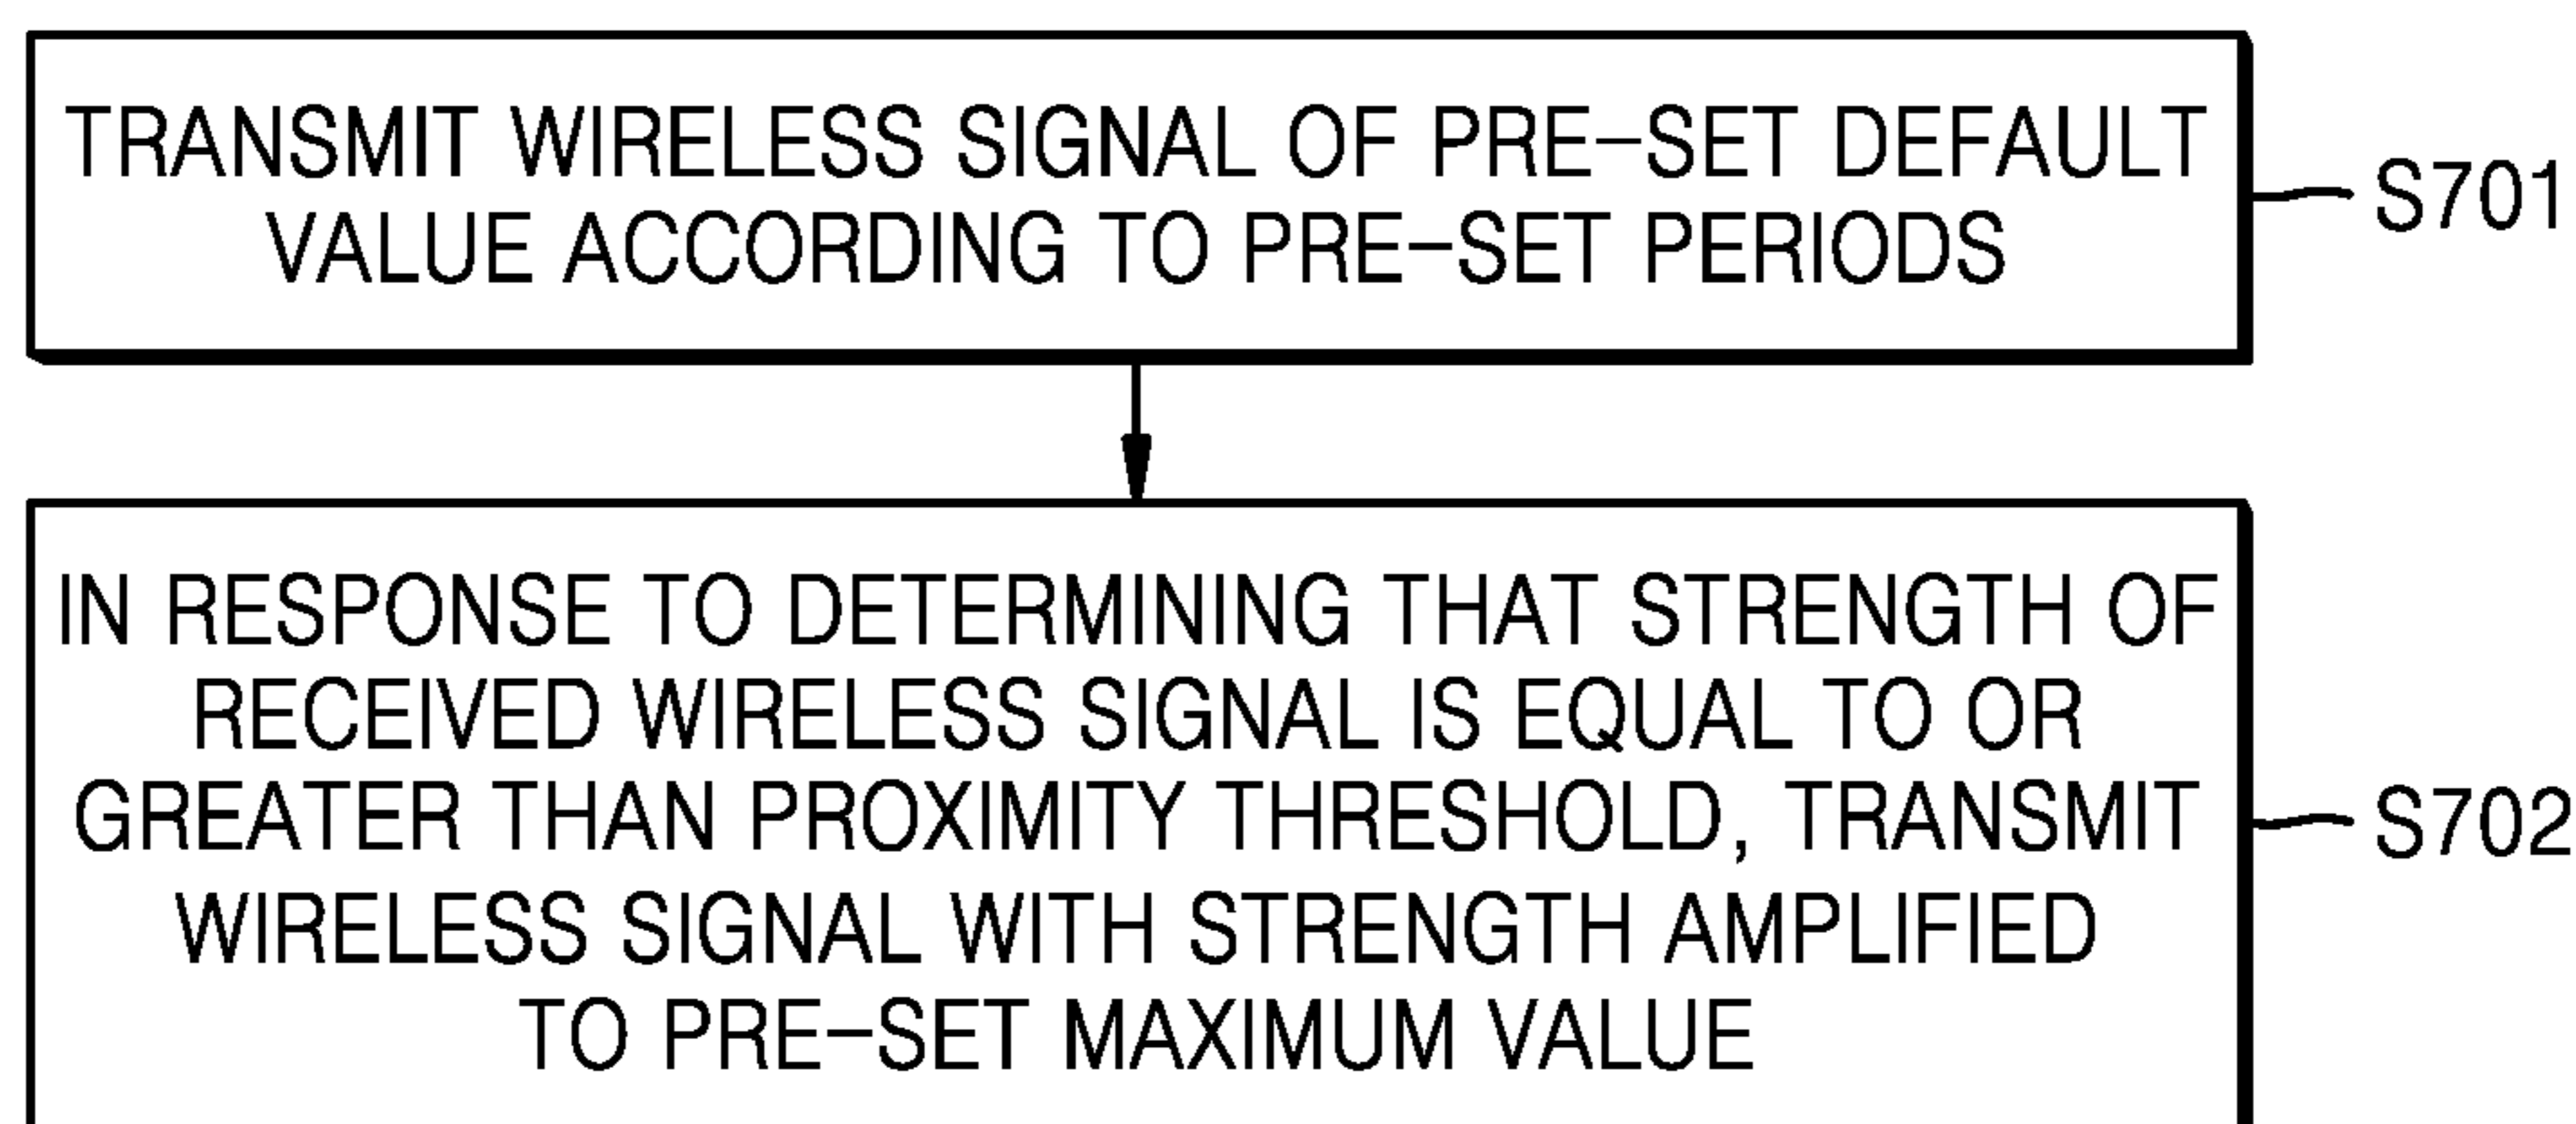 TRANSMIT WIRELESS SIGNAL OF PRE-SET DEFAULT
VALUE ACCORDING TO PRE-SET PERIODS
S701
IN RESPONSE TO DETERMINING THAT STRENGTH OF
RECEIVED WIRELESS SIGNAL IS EQUAL TO OR
GREATER THAN PROXIMITY THRESHOLD, TRANSMIT
WIRELESS SIGNAL WITH STRENGTH AMPLIFIED
TO PRE-SET MAXIMUM VALUE
S702